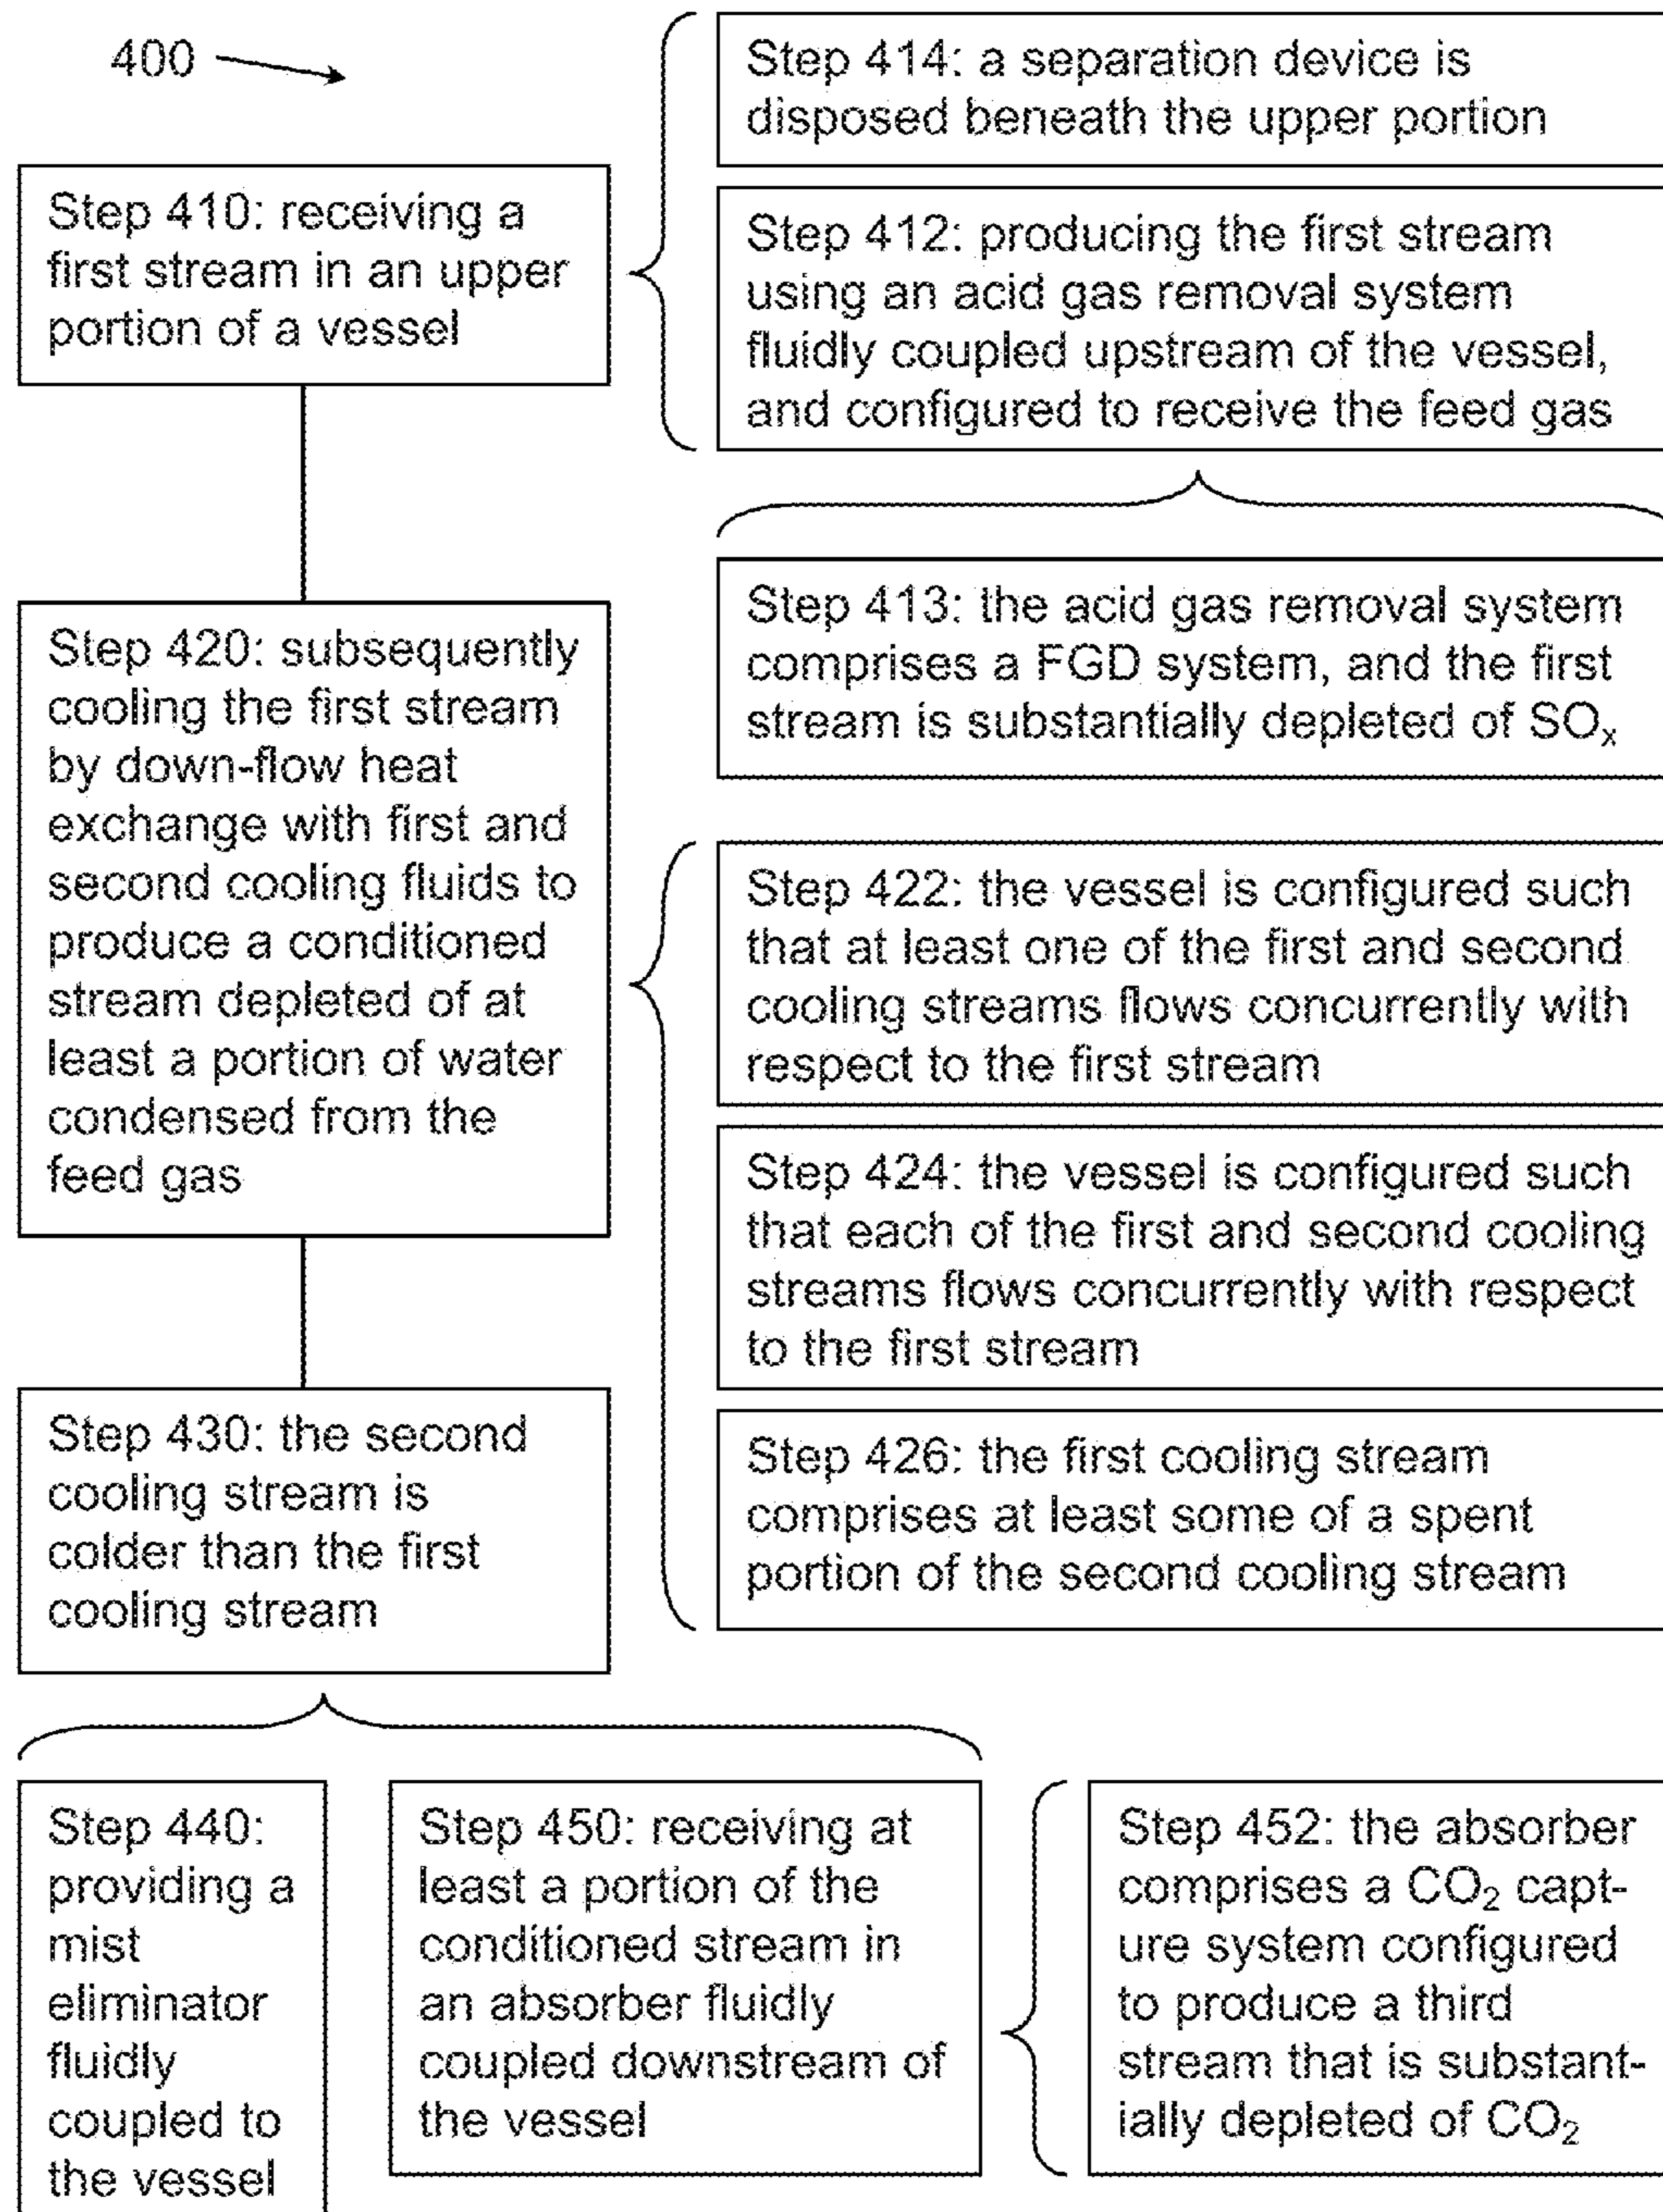 400
Step 414: a separation device is
disposed beneath the upper portion
Step 410: receiving a
first stream in an upper
portion of a vessel
Step 412: producing the first stream
using an acid gas removal system
fluidly coupled upstream of the vessel,
and configured to receive the feed gas
Step 413: the acid gas removal system
comprises a FGD system, and the first
stream is substantially depleted of SOₓ
Step 420: subsequently
cooling the first stream
by down-flow heat
exchange with first and
second cooling fluids to
produce a conditioned
stream depleted of at
least a portion of water
condensed from the
feed gas
Step 422: the vessel is configured such
that at least one of the first and second
cooling streams flows concurrently with
respect to the first stream
Step 424: the vessel is configured such
that each of the first and second cooling
streams flows concurrently with respect
to the first stream
Step 426: the first cooling stream
comprises at least some of a spent
portion of the second cooling stream
Step 430: the second
cooling stream is
colder than the first
cooling stream
Step 440:
providing a
mist
eliminator
fluidly
coupled to
the vessel
Step 450: receiving at
least a portion of the
conditioned stream in
an absorber fluidly
coupled downstream of
the vessel
Step 452: the absorber
comprises a CO₂ capt-
ure system configured
to produce a third
stream that is substant-
ially depleted of CO₂